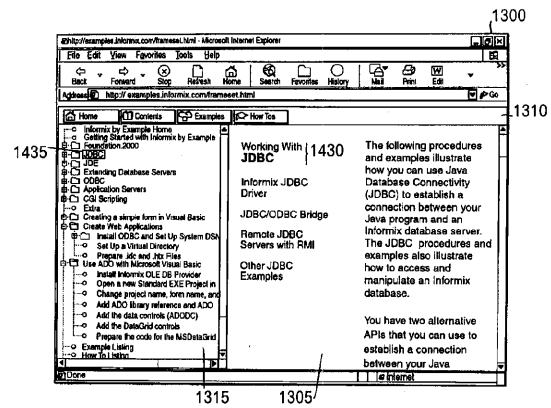 1300
http://examples.informix.com/frameset.html - Microsoft Internet Explorer
File Edit View Favorites Tools Help
Back Forward Stop Refresh Home Search Favorites History Mail Print Edit
Address http://examples.informix.com/frameset.html Go
1310
Home Contents Examples How Tos
Informix by Example Home
Getting Started with Informix by Example
Foundation.2000
1435
JDBC
JDE
Extending Database Servers
ODBC
Application Servers
CGI Scripting
Extra
Creating a simple form in Visual Basic
Create Web Applications
Install ODBC and Set Up System DSN
Set Up a Virtual Directory
Prepare .idc and .htx Files
Use ADO with Microsoft Visual Basic
Install Informix OLE DB Provider
Open a new Standard EXE Project in
Change project name, form name, and
Add ADO library reference and ADO
Add the data controls (ADODC)
Add the DataGrid controls
Prepare the code for the MSDataGrid
Example Listing
How To Listing
Working With
JDBC
1430
Informix JDBC
Driver
JDBC/ODBC Bridge
Remote JDBC
Servers with RMI
Other JDBC
Examples
The following procedures
and examples illustrate
how you can use Java
Database Connectivity
(JDBC) to establish a
connection between your
Java program and an
Informix database server.
The JDBC procedures and
examples also illustrate
how to access and
manipulate an Informix
database.
You have two alternative
APIs that you can use to
establish a connection
between your Java
Done Internet
1315 1305